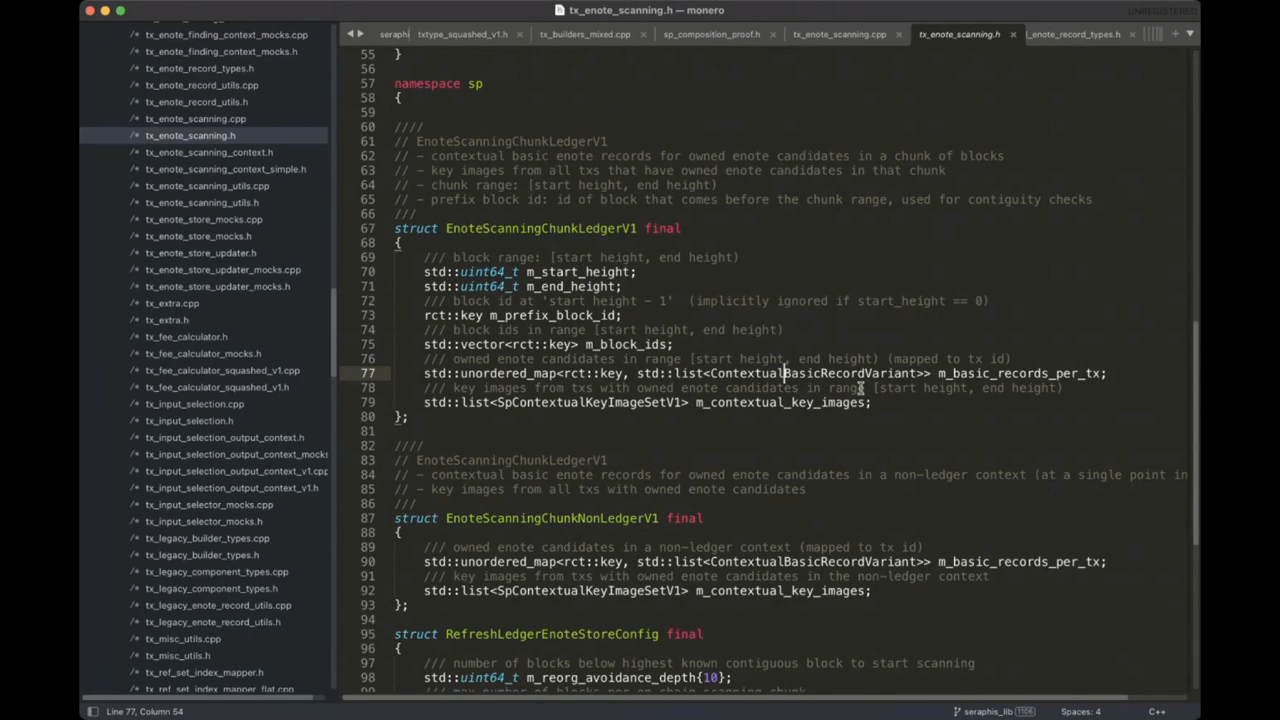 tx_enote_scanning.h — monero
UNREGISTERED
tx_enote_finding_context_mocks.cpp
tx_enote_finding_context_mocks.h
tx_enote_record_types.h
tx_enote_record_utils.cpp
tx_enote_record_utils.h
tx_enote_scanning.cpp
tx_enote_scanning.h
tx_enote_scanning_context.h
tx_enote_scanning_context_simple.h
tx_enote_scanning_utils.cpp
tx_enote_scanning_utils.h
tx_enote_store_mocks.cpp
tx_enote_store_mocks.h
tx_enote_store_updater.h
tx_enote_store_updater_mocks.cpp
tx_enote_store_updater_mocks.h
tx_extra.cpp
tx_extra.h
tx_fee_calculator.h
tx_fee_calculator_mocks.h
tx_fee_calculator_squashed_v1.cpp
tx_fee_calculator_squashed_v1.h
tx_input_selection.cpp
tx_input_selection.h
tx_input_selection_output_context.h
tx_input_selection_output_context_mocks
tx_input_selection_output_context_v1.cpp
tx_input_selection_output_context_v1.h
tx_input_selector_mocks.cpp
tx_input_selector_mocks.h
tx_legacy_builder_types.cpp
tx_legacy_builder_types.h
tx_legacy_component_types.cpp
tx_legacy_component_types.h
tx_legacy_enote_record_utils.cpp
tx_legacy_enote_record_utils.h
tx_misc_utils.cpp
tx_misc_utils.h
tx_ref_set_index_mapper.h
tx_ref_set_index_mapper_flat.cpp
seraphi txtype_squashed_v1.h × tx_builders_mixed.cpp × sp_composition_proof.h × tx_enote_scanning.cpp × tx_enote_scanning.h × l_enote_record_types.h ×
55 }
56
57 namespace sp
58 {
59
60 ////
61 // EnoteScanningChunkLedgerV1
62 // - contextual basic enote records for owned enote candidates in a chunk of blocks
63 // - key images from all txs that have owned enote candidates in that chunk
64 // - chunk range: [start height, end height)
65 // - prefix block id: id of block that comes before the chunk range, used for contiguity checks
66 ///
67 struct EnoteScanningChunkLedgerV1 final
68 {
69 /// block range: [start height, end height)
70 std::uint64_t m_start_height;
71 std::uint64_t m_end_height;
72 /// block id at 'start height - 1' (implicitly ignored if start_height == 0)
73 rct::key m_prefix_block_id;
74 /// block ids in range [start height, end height)
75 std::vector<rct::key> m_block_ids;
76 /// owned enote candidates in range [start height, end height) (mapped to tx id)
77 std::unordered_map<rct::key, std::list<ContextualBasicRecordVariant>> m_basic_records_per_tx;
78 /// key images from txs with owned enote candidates in range [start height, end height)
79 std::list<SpContextualKeyImageSetV1> m_contextual_key_images;
80 };
81
82 ////
83 // EnoteScanningChunkLedgerV1
84 // - contextual basic enote records for owned enote candidates in a non-ledger context (at a single point in
85 // - key images from all txs with owned enote candidates
86 ///
87 struct EnoteScanningChunkNonLedgerV1 final
88 {
89 /// owned enote candidates in a non-ledger context (mapped to tx id)
90 std::unordered_map<rct::key, std::list<ContextualBasicRecordVariant>> m_basic_records_per_tx;
91 /// key images from txs with owned enote candidates in the non-ledger context
92 std::list<SpContextualKeyImageSetV1> m_contextual_key_images;
93 };
94
95 struct RefreshLedgerEnoteStoreConfig final
96 {
97 /// number of blocks below highest known contiguous block to start scanning
98 std::uint64_t m_reorg_avoidance_depth{10};
Line 77, Column 54
seraphis_lib 1106
Spaces: 4
C++